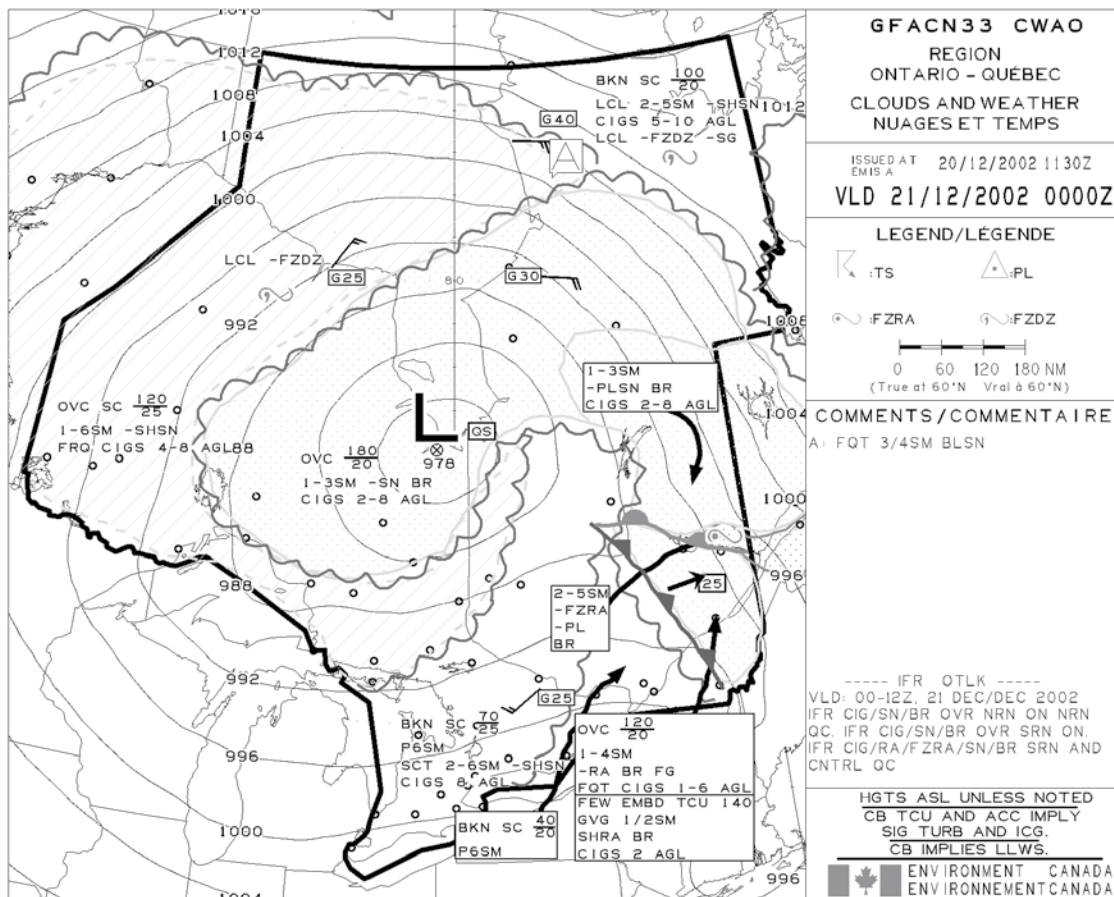 1012
1008
1004
1000
992
988
992
996
1000
1004
BKN SC 100/20
LCL 2-5SM -SHSN
CIGS 5-10 AGL
LCL -FZDZ -SG
1012
G40
A
LCL -FZDZ
G25
G30
80
1008
1-3SM
-PLSN BR
CIGS 2-8 AGL
1004
OVC SC 120/25
1-6SM -SHSN
FRQ CIGS 4-8 AGL88
L
QS
978
OVC 180/20
1-3SM -SN BR
CIGS 2-8 AGL
1000
996
25
2-5SM
-FZRA
-PL
BR
G25
BKN SC 70/25
P6SM
SCT 2-6SM -SHSN
CIGS 8 AGL
OVC 120/20
1-4SM
-RA BR FG
FQT CIGS 1-6 AGL
FEW EMBD TCU 140
GVG 1/2SM
SHRA BR
CIGS 2 AGL
BKN SC 40/20
P6SM
996
GFACN33 CWAO
REGION
ONTARIO - QUÉBEC
CLOUDS AND WEATHER
NUAGES ET TEMPS
ISSUED AT 20/12/2002 1130Z
ÉMIS A
VLD 21/12/2002 0000Z
LEGEND/LÉGENDE
:TS :PL
:FZRA :FZDZ
0 60 120 180 NM
(True at 60°N Vrai à 60°N)
COMMENTS/COMMENTAIRE
A: FQT 3/4SM BLSN
----- IFR OTLK -----
VLD: 00-12Z, 21 DEC/DEC 2002
IFR CIG/SN/BR OVR NRN ON NRN
QC. IFR CIG/SN/BR OVR SRN ON.
IFR CIG/RA/FZRA/SN/BR SRN AND
CNTRL QC
HGTS ASL UNLESS NOTED
CB TCU AND ACC IMPLY
SIG TURB AND ICG.
CB IMPLIES LLWS.
ENVIRONMENT CANADA
ENVIRONNEMENT CANADA